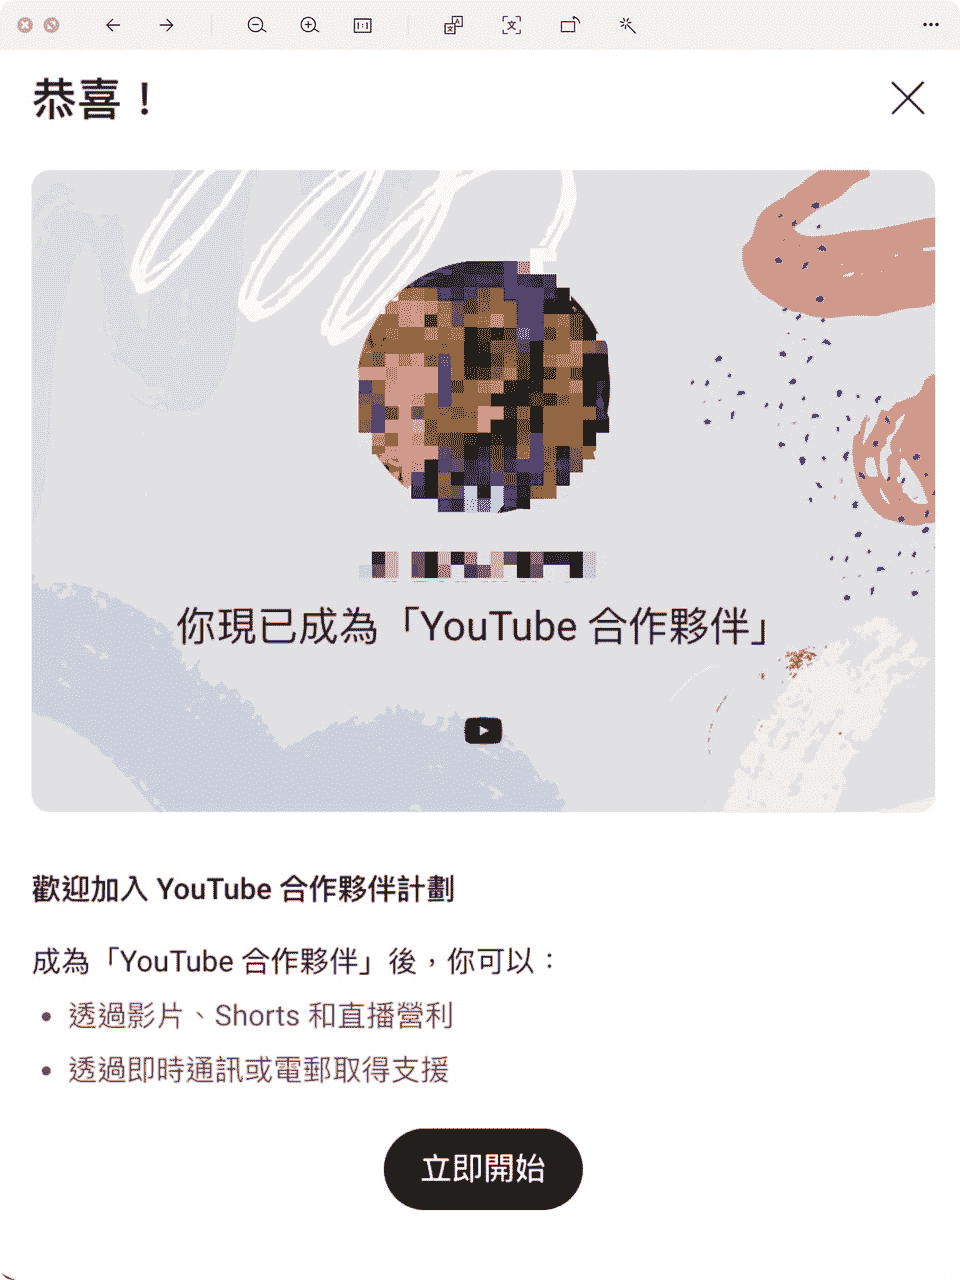 恭喜！
你現已成為「YouTube 合作夥伴」
歡迎加入 YouTube 合作夥伴計劃
成為「YouTube 合作夥伴」後，你可以：
• 透過影片、Shorts 和直播營利
• 透過即時通訊或電郵取得支援
立即開始